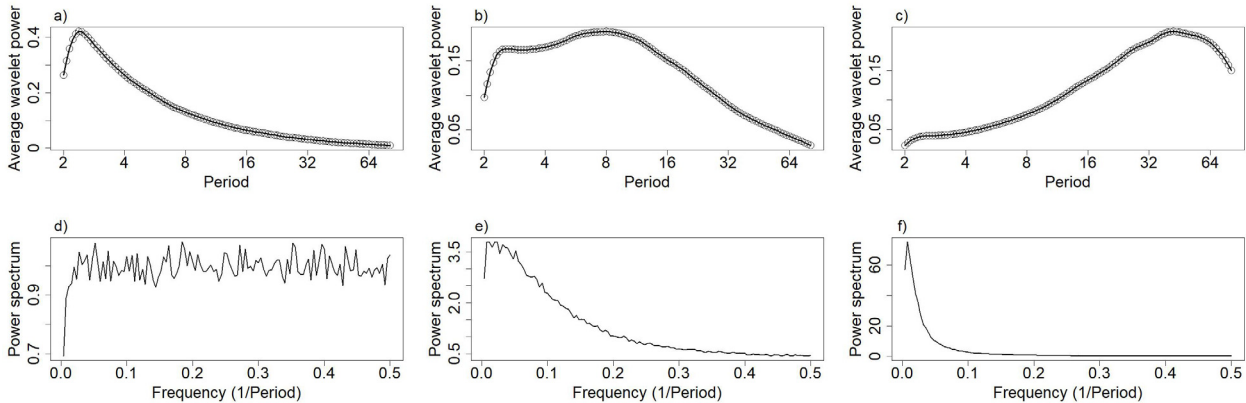 a)
Average wavelet power
0 0.2 0.4
2 4 8 16 32 64
Period
b)
Average wavelet power
0.05 0.15
2 4 8 16 32 64
Period
c)
Average wavelet power
0.05 0.15
2 4 8 16 32 64
Period
d)
Power spectrum
0.7 0.9
0.0 0.1 0.2 0.3 0.4 0.5
Frequency (1/Period)
e)
Power spectrum
0.5 2.0 3.5
0.0 0.1 0.2 0.3 0.4 0.5
Frequency (1/Period)
f)
Power spectrum
0 20 60
0.0 0.1 0.2 0.3 0.4 0.5
Frequency (1/Period)